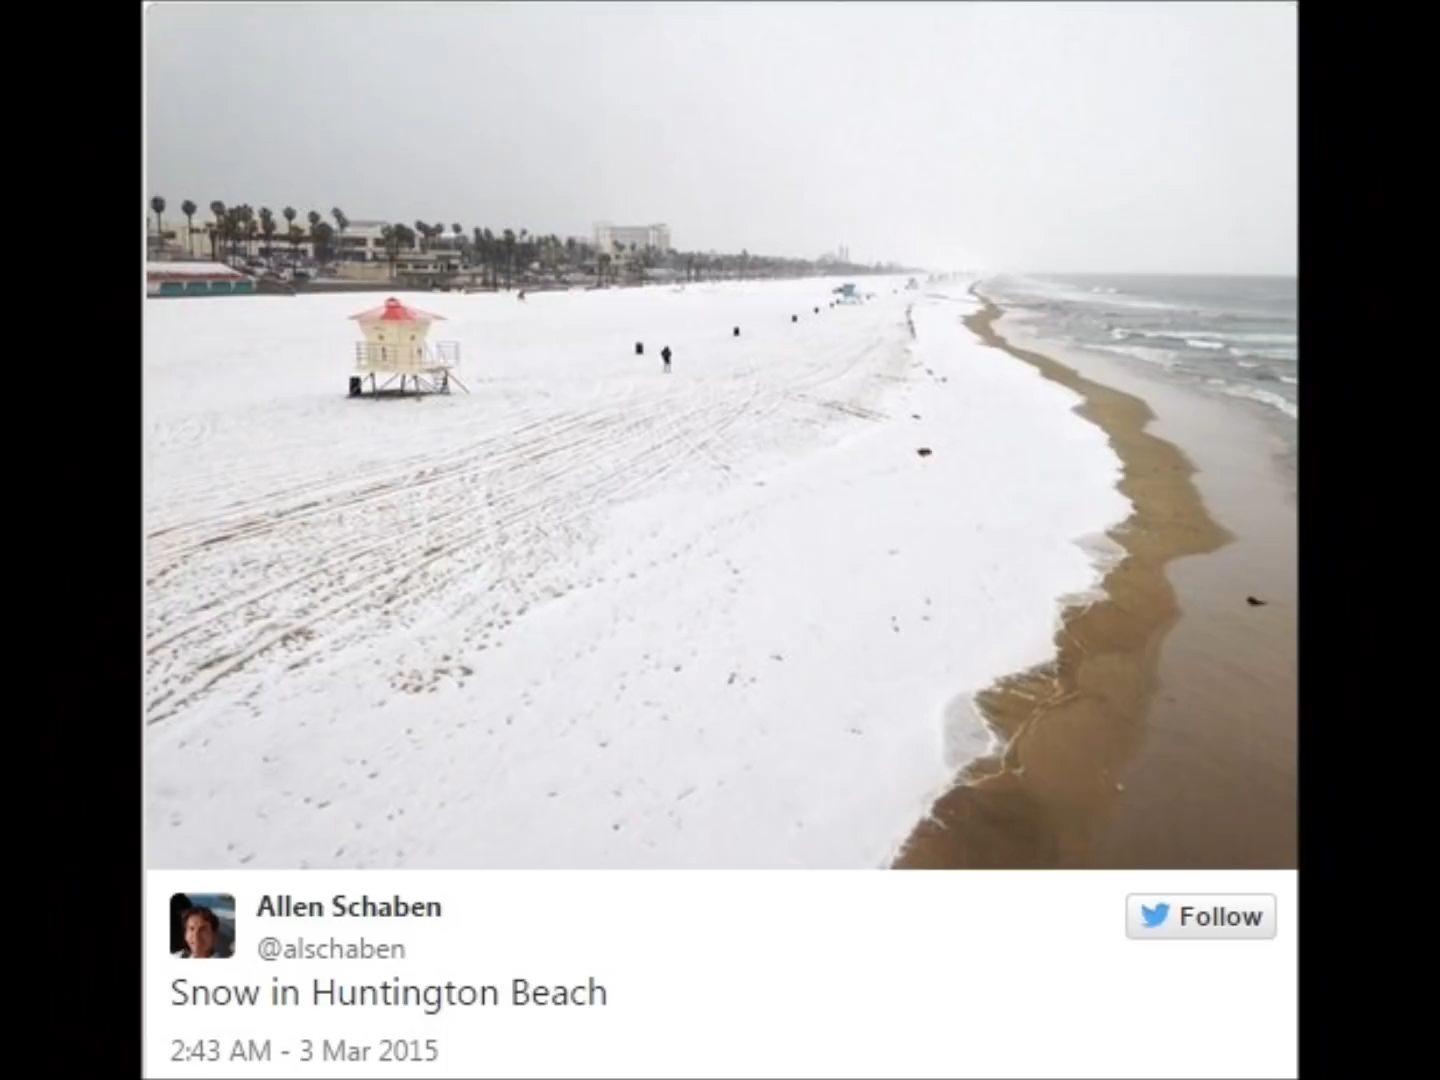 Allen Schaben
Follow
@alschaben
Snow in Huntington Beach
2:43 AM - 3 Mar 2015